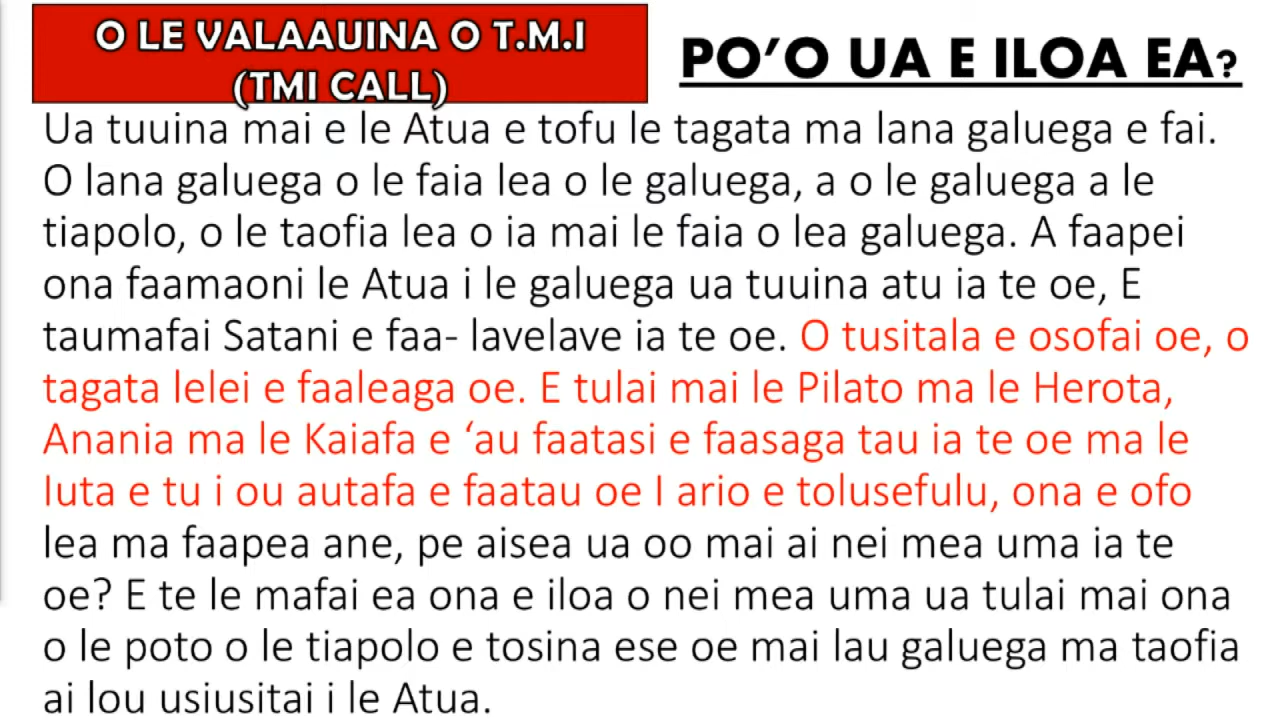 O LE VALAAUINA O T.M.I
(TMI CALL)
PO'O UA E ILOA EA?
Ua tuuina mai e le Atua e tofu le tagata ma lana galuega e fai.
O lana galuega o le faia lea o le galuega, a o le galuega a le
tiapolo, o le taofia lea o ia mai le faia o lea galuega. A faapei
ona faamaoni le Atua i le galuega ua tuuina atu ia te oe, E
taumafai Satani e faa- lavelave ia te oe. O tusitala e osofai oe, o
tagata lelei e faaleaga oe. E tulai mai le Pilato ma le Herota,
Anania ma le Kaiafa e ‘au faatasi e faasaga tau ia te oe ma le
Iuta e tu i ou autafa e faatau oe I ario e tolusefulu, ona e ofo
lea ma faapea ane, pe aisea ua oo mai ai nei mea uma ia te
oe? E te le mafai ea ona e iloa o nei mea uma ua tulai mai ona
o le poto o le tiapolo e tosina ese oe mai lau galuega ma taofia
ai lou usiusitai i le Atua.